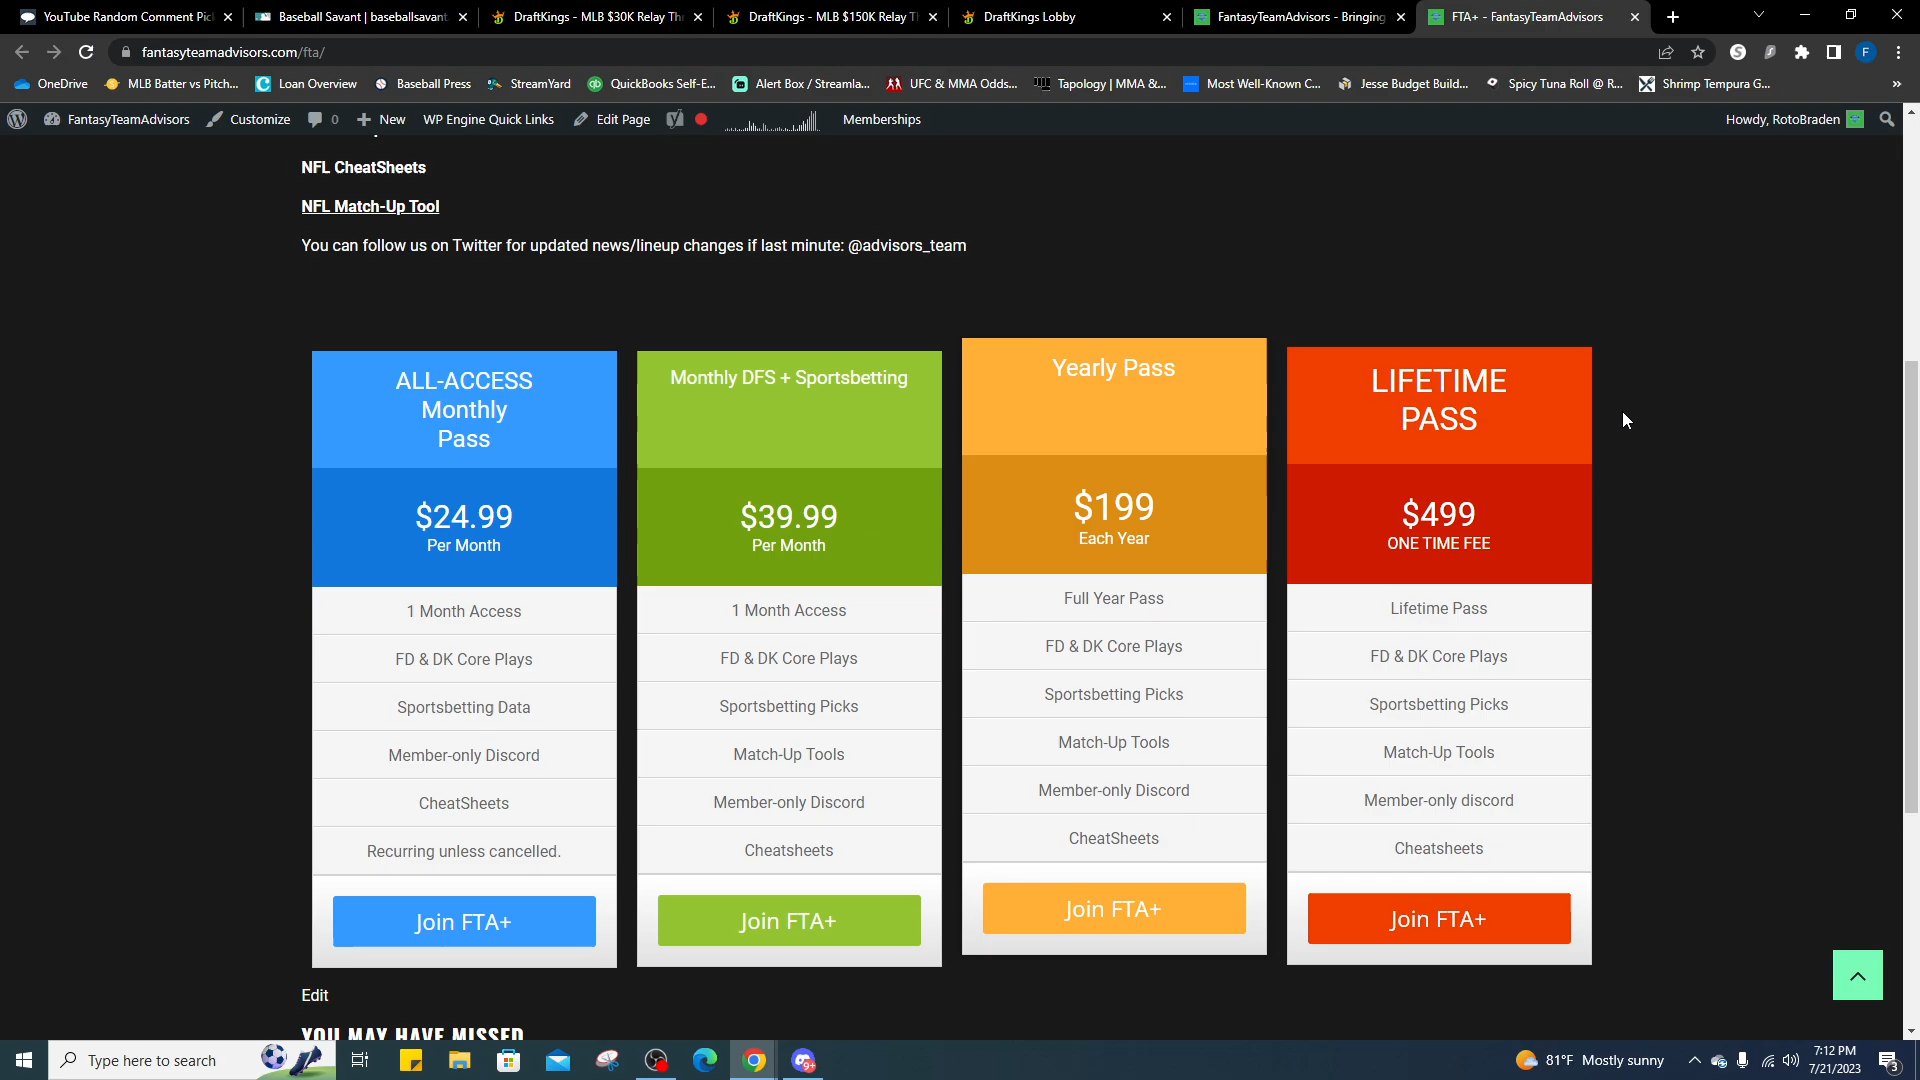 YouTube Random Comment Pic
Baseball Savant | baseballsavant.
DraftKings - MLB $30K Relay Thr
DraftKings - MLB $150K Relay T
DraftKings Lobby
FantasyTeamAdvisors - Bringing
FTA+ - FantasyTeamAdvisors
fantasyteamadvisors.com/fta/
F
OneDrive
MLB Batter vs Pitch...
Loan Overview
Baseball Press
StreamYard
QuickBooks Self-E...
Alert Box / Streamla...
UFC & MMA Odds...
Tapology | MMA &...
Most Well-Known C...
Jesse Budget Build...
Spicy Tuna Roll @ R...
Shrimp Tempura G...
»
FantasyTeamAdvisors
Customize
0
New
WP Engine Quick Links
Edit Page
Memberships
Howdy, RotoBraden
NFL CheatSheets
NFL Match-Up Tool
You can follow us on Twitter for updated news/lineup changes if last minute: @advisors_team
ALL-ACCESS
Monthly
Pass
$24.99
Per Month
1 Month Access
FD & DK Core Plays
Sportsbetting Data
Member-only Discord
CheatSheets
Recurring unless cancelled.
Join FTA+
Monthly DFS + Sportsbetting
$39.99
Per Month
1 Month Access
FD & DK Core Plays
Sportsbetting Picks
Match-Up Tools
Member-only Discord
Cheatsheets
Join FTA+
Yearly Pass
$199
Each Year
Full Year Pass
FD & DK Core Plays
Sportsbetting Picks
Match-Up Tools
Member-only Discord
CheatSheets
Join FTA+
LIFETIME
PASS
$499
ONE TIME FEE
Lifetime Pass
FD & DK Core Plays
Sportsbetting Picks
Match-Up Tools
Member-only discord
Cheatsheets
Join FTA+
Edit
YOU MAY HAVE MISSED
Type here to search
9+
81°F Mostly sunny
7:12 PM
7/21/2023
3